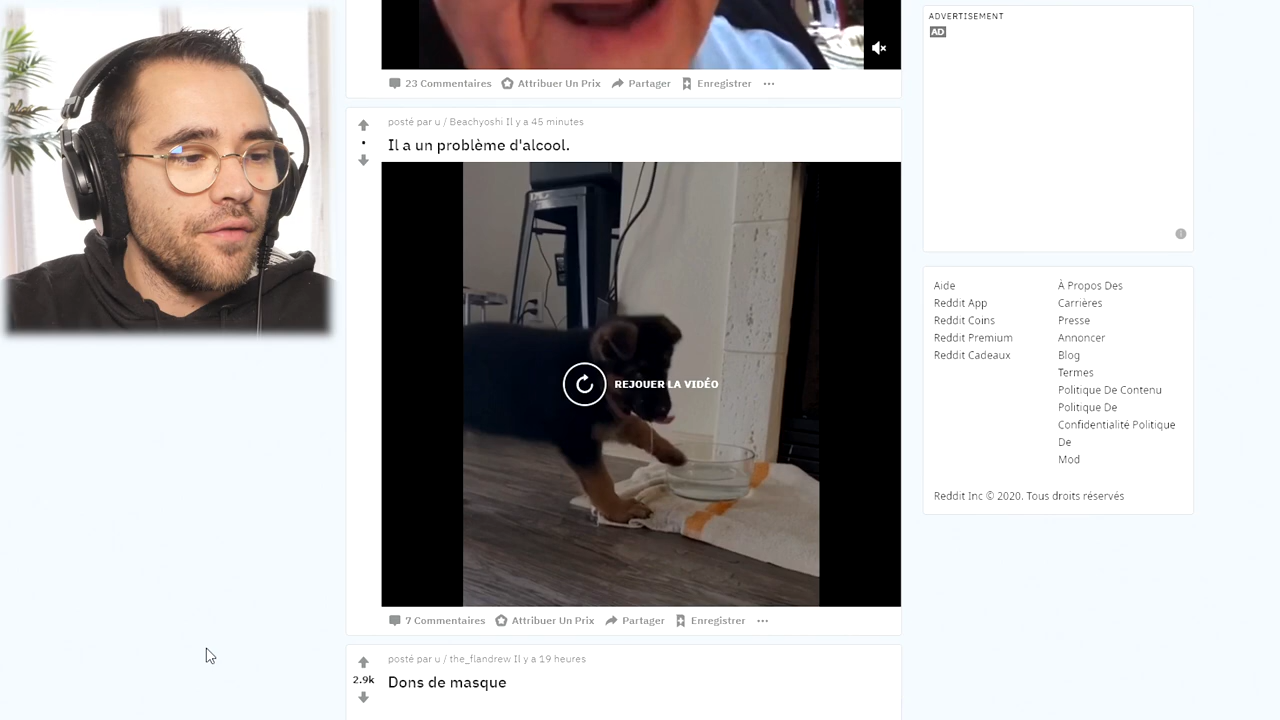 ADVERTISEMENT
AD
23 Commentaires Attribuer Un Prix Partager Enregistrer
posté par u / Beachyoshi Il y a 45 minutes
Il a un problème d'alcool.
REJOUER LA VIDÉO
7 Commentaires Attribuer Un Prix Partager Enregistrer
posté par u / the_flandrew Il y a 19 heures
2.9k
Dons de masque
Aide
Reddit App
Reddit Coins
Reddit Premium
Reddit Cadeaux
À Propos Des
Carrières
Presse
Annoncer
Blog
Termes
Politique De Contenu
Politique De
Confidentialité Politique
De
Mod
Reddit Inc © 2020. Tous droits réservés